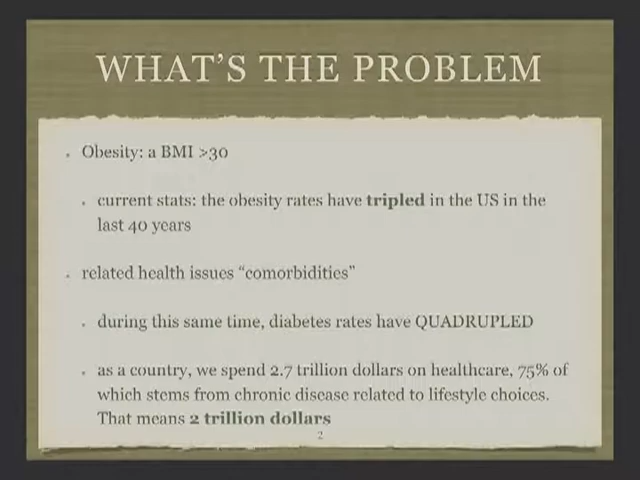 WHAT'S THE PROBLEM
Obesity: a BMI >30
current stats: the obesity rates have tripled in the US in the
last 40 years
related health issues “comorbidities”
during this same time, diabetes rates have QUADRUPLED
as a country, we spend 2.7 trillion dollars on healthcare, 75% of
which stems from chronic disease related to lifestyle choices.
That means 2 trillion dollars
2